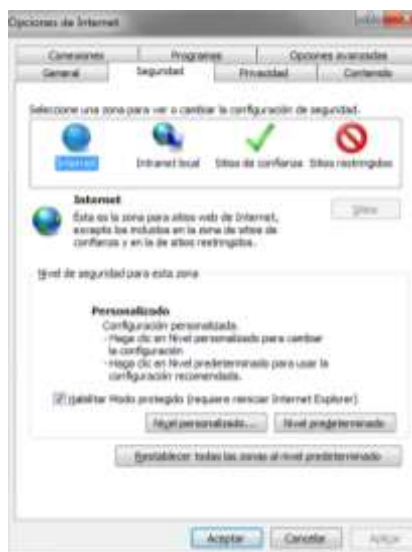 Opciones de Internet
Conexiones Programas Opciones avanzadas
General Seguridad Privacidad Contenido
Seleccione una zona para ver o cambiar la configuración de seguridad.
Internet Intranet local Sitios de confianza Sitios restringidos
Internet
Sitios
Esta es la zona para sitios web de Internet,
excepto los incluidos en la zona de sitios de
confianza y en la de sitios restringidos.
Nivel de seguridad para esta zona
Personalizado
Configuración personalizada.
- Haga clic en Nivel personalizado para cambiar
la configuración
- Haga clic en Nivel predeterminado para usar la
configuración recomendada.
Habilitar Modo protegido (requiere reiniciar Internet Explorer)
Nivel personalizado... Nivel predeterminado
Restablecer todas las zonas al nivel predeterminado
Aceptar Cancelar Aplicar